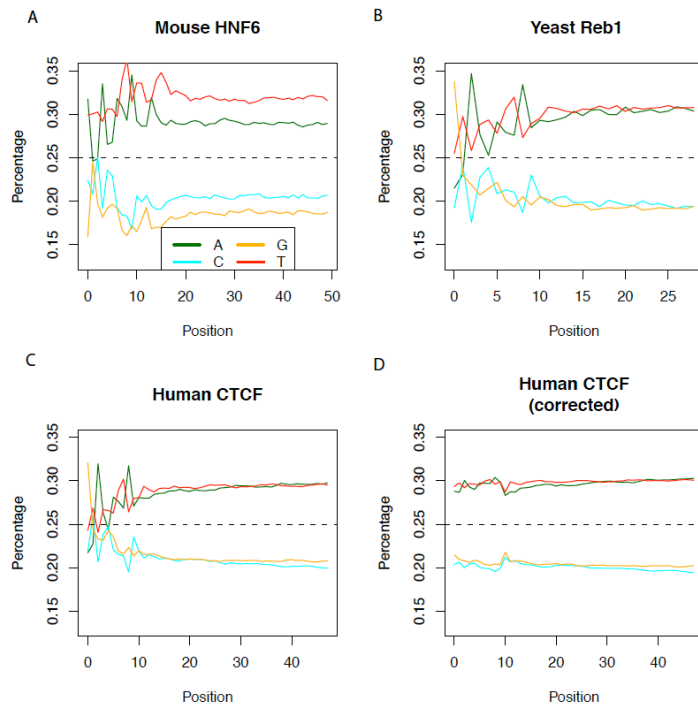 A
Mouse HNF6
Percentage
0.35
0.30
0.25
0.20
0.15
A G
C T
0 10 20 30 40 50
Position
B
Yeast Reb1
Percentage
0.35
0.30
0.25
0.20
0.15
0 5 10 15 20 25
Position
C
Human CTCF
Percentage
0.35
0.30
0.25
0.20
0.15
0 10 20 30 40
Position
D
Human CTCF
(corrected)
Percentage
0.35
0.30
0.25
0.20
0.15
0 10 20 30 40
Position